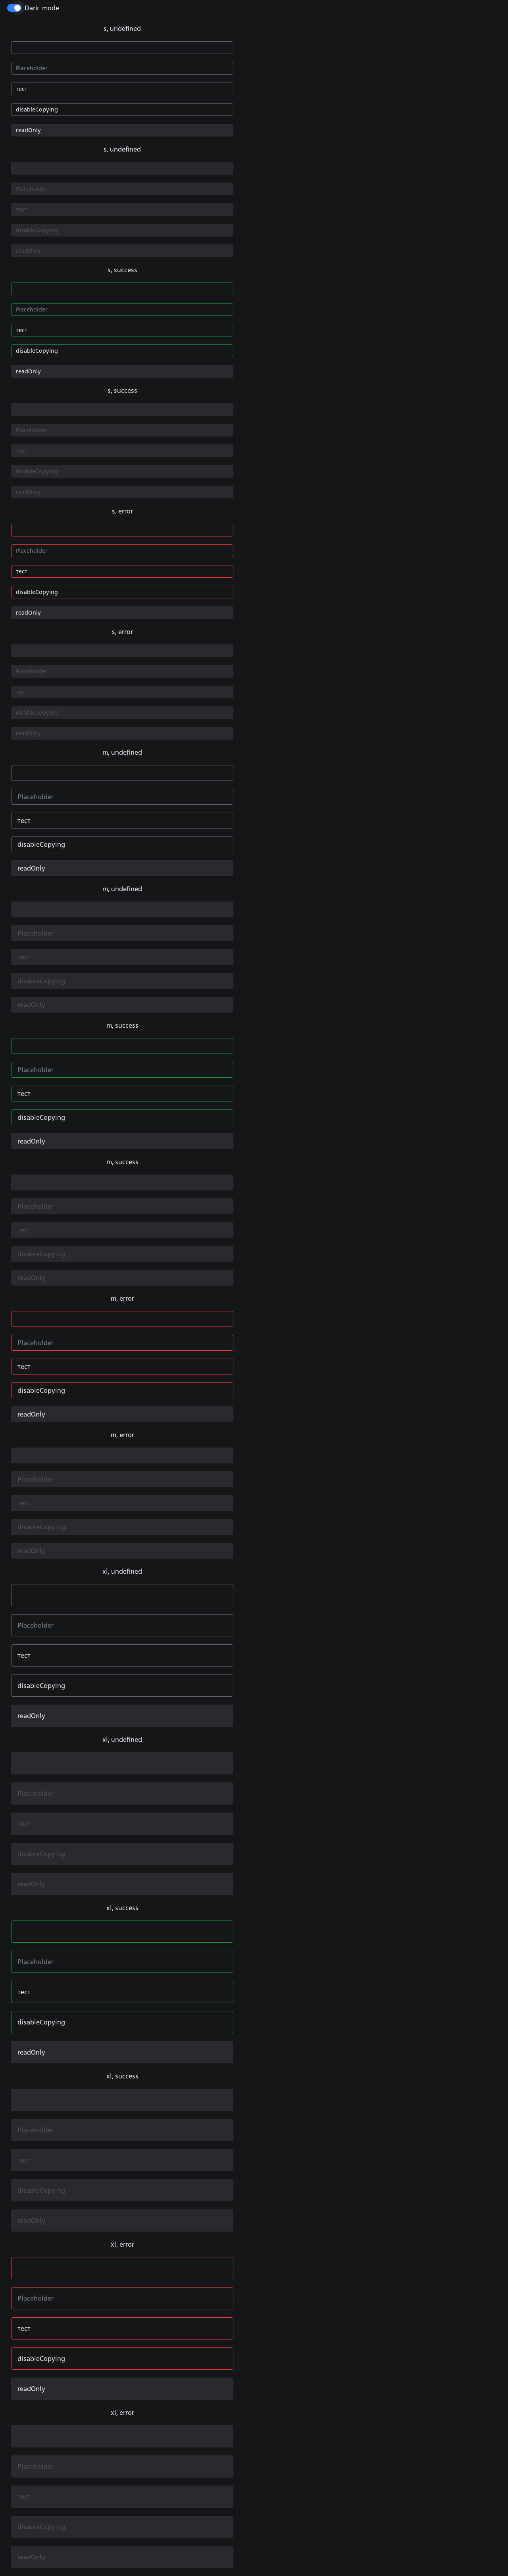 Dark_mode
s, undefined
Placeholder
тест
disableCopying
readOnly
s, undefined
Placeholder
тест
disableCopying
readOnly
s, success
Placeholder
тест
disableCopying
readOnly
s, success
Placeholder
тест
disableCopying
readOnly
s, error
Placeholder
тест
disableCopying
readOnly
s, error
Placeholder
тест
disableCopying
readOnly
m, undefined
Placeholder
тест
disableCopying
readOnly
m, undefined
Placeholder
тест
disableCopying
readOnly
m, success
Placeholder
тест
disableCopying
readOnly
m, success
Placeholder
тест
disableCopying
readOnly
m, error
Placeholder
тест
disableCopying
readOnly
m, error
Placeholder
тест
disableCopying
readOnly
xl, undefined
Placeholder
тест
disableCopying
readOnly
xl, undefined
Placeholder
тест
disableCopying
readOnly
xl, success
Placeholder
тест
disableCopying
readOnly
xl, success
Placeholder
тест
disableCopying
readOnly
xl, error
Placeholder
тест
disableCopying
readOnly
xl, error
Placeholder
тест
disableCopying
readOnly